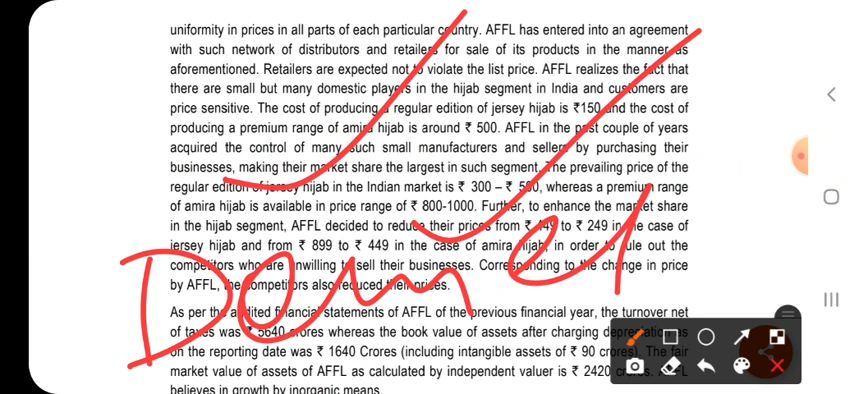 uniformity in prices in all parts of each particular country. AFFL has entered into an agreement
with such network of distributors and retailers for sale of its products in the manner as
aforementioned. Retailers are expected not to violate the list price. AFFL realizes the fact that
there are small but many domestic players in the hijab segment in India and customers are
price sensitive. The cost of producing a regular edition of jersey hijab is ₹150 and the cost of
producing a premium range of amira hijab is around ₹ 500. AFFL in the past couple of years
acquired the control of many such small manufacturers and sellers by purchasing their
businesses, making their market share the largest in such segment. The prevailing price of the
regular edition of jersey hijab in the Indian market is ₹ 300 – ₹ 500, whereas a premium range
of amira hijab is available in price range of ₹ 800-1000. Further, to enhance the market share
in the hijab segment, AFFL decided to reduce their prices from ₹ 449 to ₹ 249 in the case of
jersey hijab and from ₹ 899 to ₹ 449 in the case of amira hijab, in order to rule out the
competitors who are unwilling to sell their businesses. Corresponding to the change in price
by AFFL, the competitors also reduced their prices.
As per the audited financial statements of AFFL of the previous financial year, the turnover net
of taxes was ₹ 5640 crores whereas the book value of assets after charging depreciation as
on the reporting date was ₹ 1640 Crores (including intangible assets of ₹ 90 crores). The fair
market value of assets of AFFL as calculated by independent valuer is ₹ 2420 crores. AFFL
believes in growth by inorganic means.